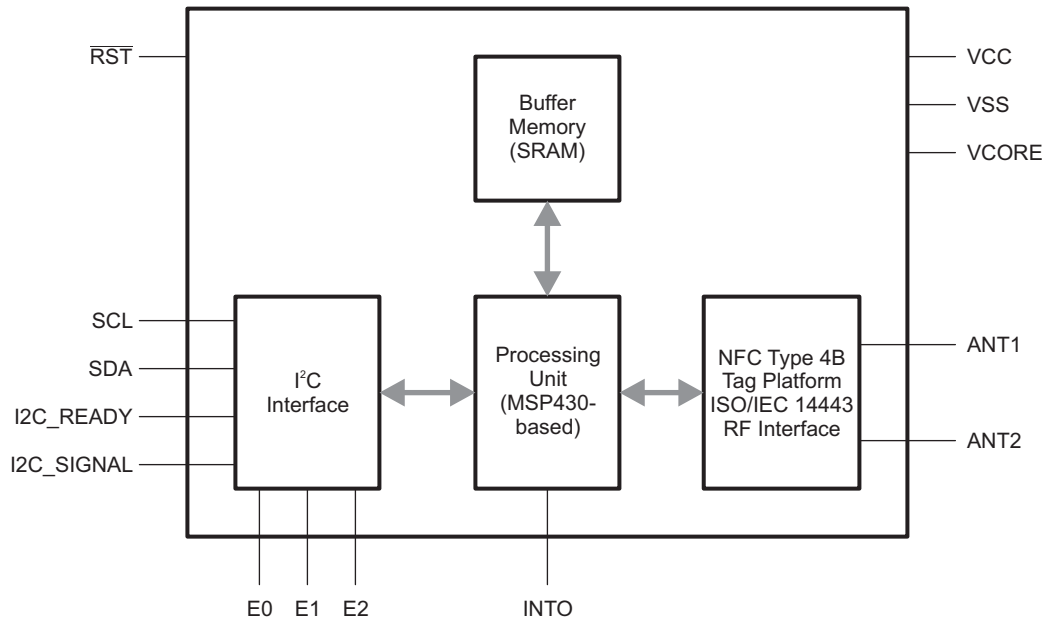 R̅S̅T̅
VCC
VSS
VCORE
Buffer
Memory
(SRAM)
SCL
SDA
I2C_READY
I2C_SIGNAL
I²C
Interface
Processing
Unit
(MSP430-
based)
NFC Type 4B
Tag Platform
ISO/IEC 14443
RF Interface
ANT1
ANT2
E0 E1 E2
INTO